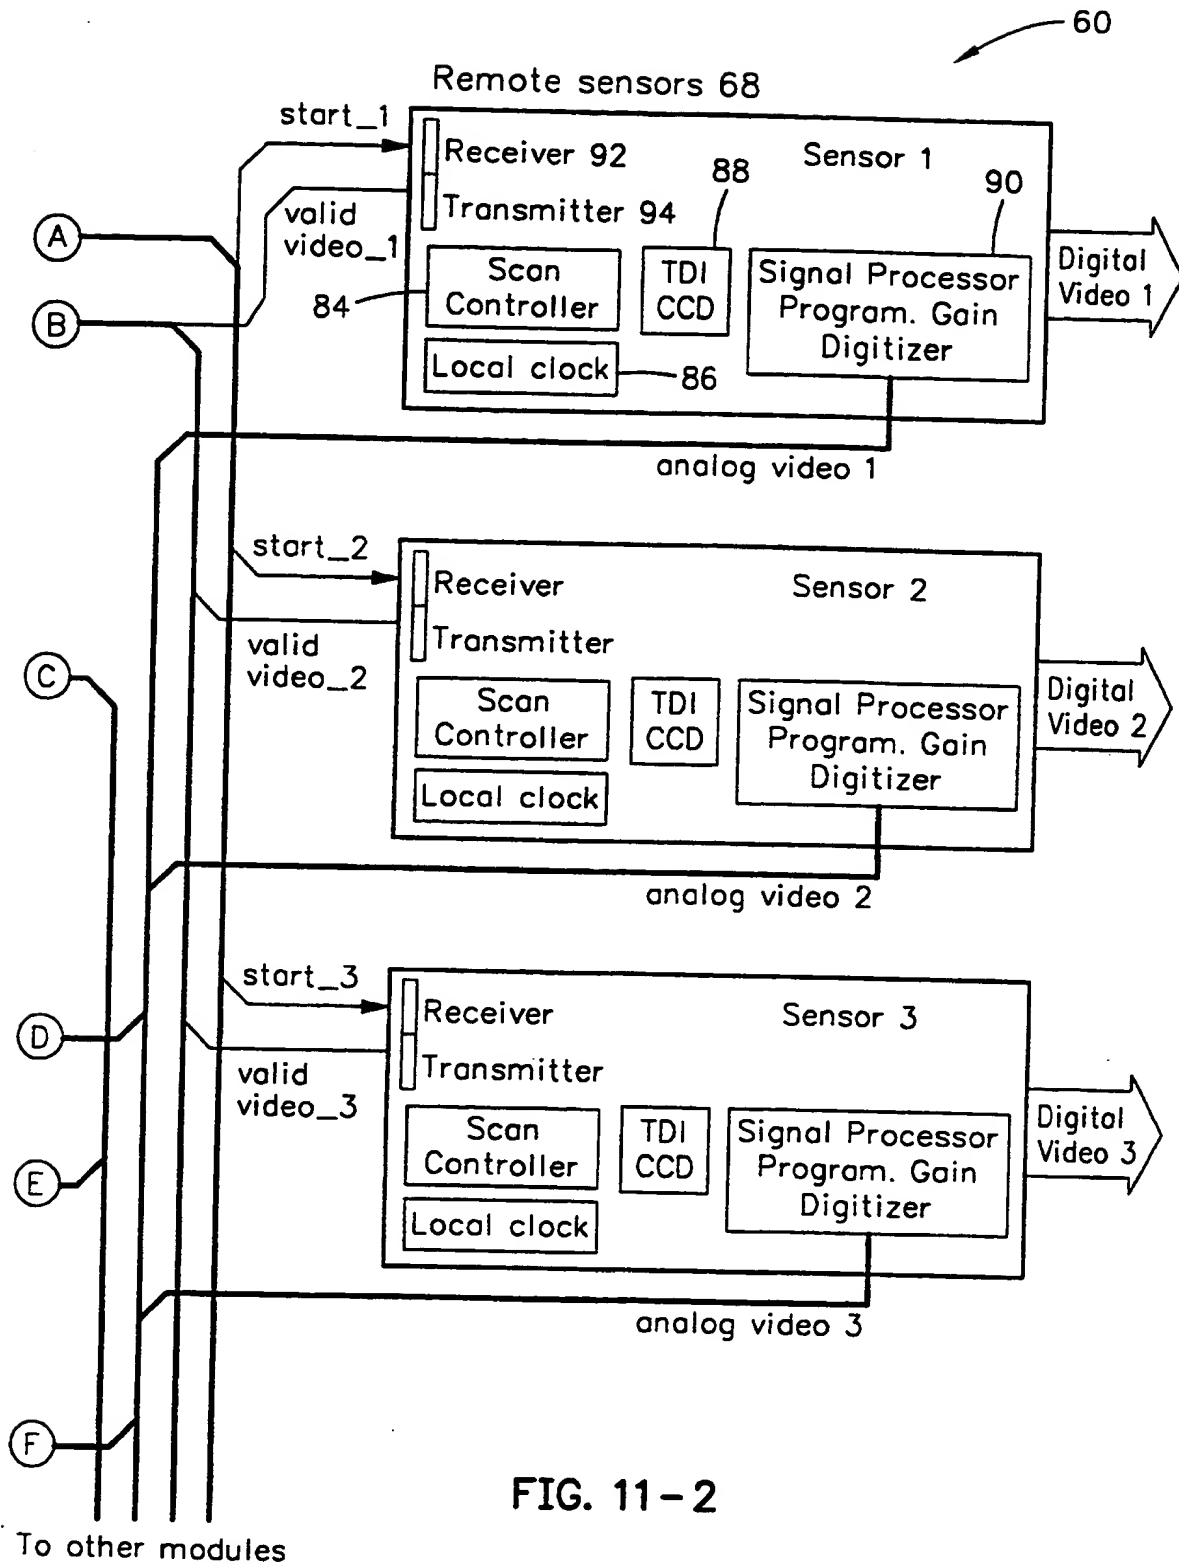 60
Remote sensors 68
start_1
Receiver 92
Sensor 1
88
90
Transmitter 94
valid
video_1
A
Scan
Controller
TDI
CCD
Signal Processor
Program. Gain
Digitizer
Digital
Video 1
84
B
Local clock
86
analog video 1
start_2
Receiver
Sensor 2
Transmitter
valid
video_2
C
Scan
Controller
TDI
CCD
Signal Processor
Program. Gain
Digitizer
Digital
Video 2
Local clock
analog video 2
start_3
Receiver
Sensor 3
D
Transmitter
valid
video_3
Scan
Controller
TDI
CCD
Signal Processor
Program. Gain
Digitizer
Digital
Video 3
E
Local clock
analog video 3
F
FIG. 11-2
To other modules